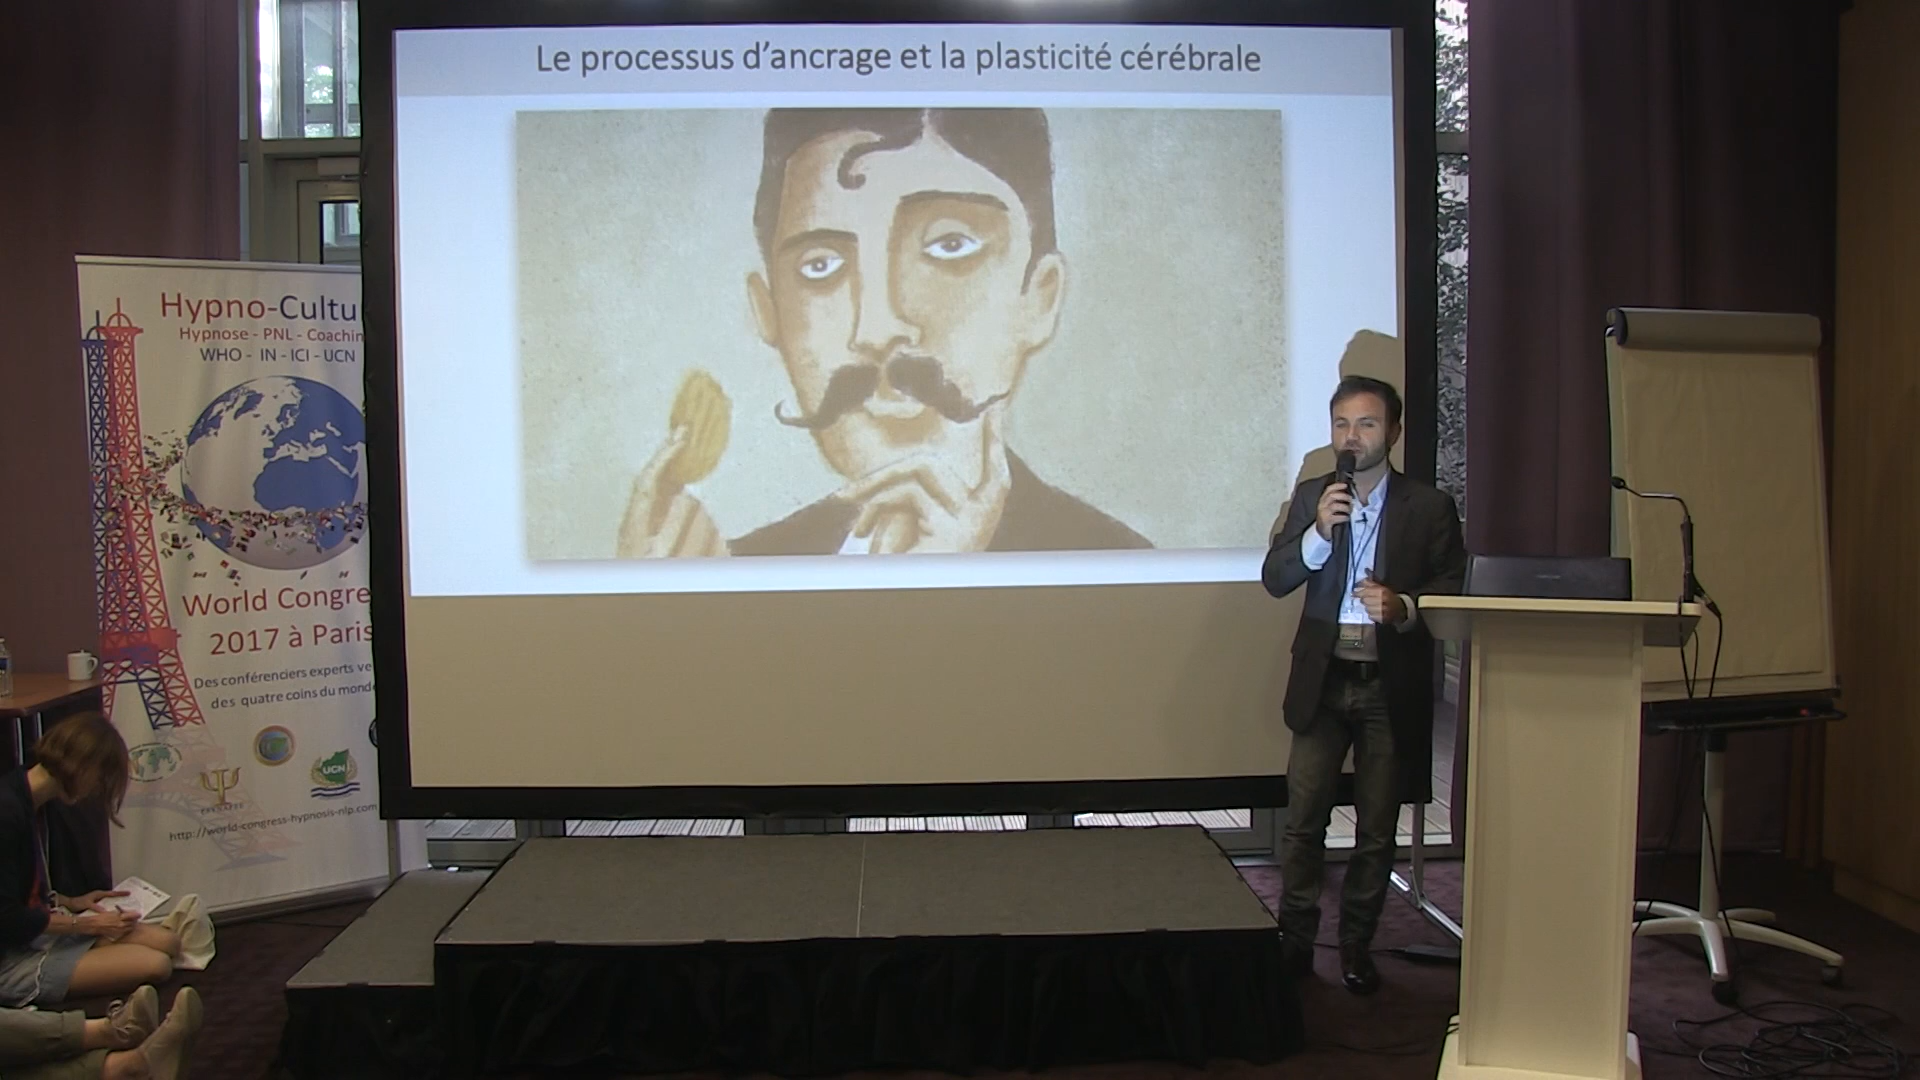 Le processus d'ancrage et la plasticité cérébrale
Hypno-Cultu
Hypnose - PNL - Coachin
WHO - IN - ICI - UCN
World Congre
2017 à Paris
Des conférenciers experts ve
des quatre coins du monde
UCN
http://world-congress-hypnosis-nlp.com